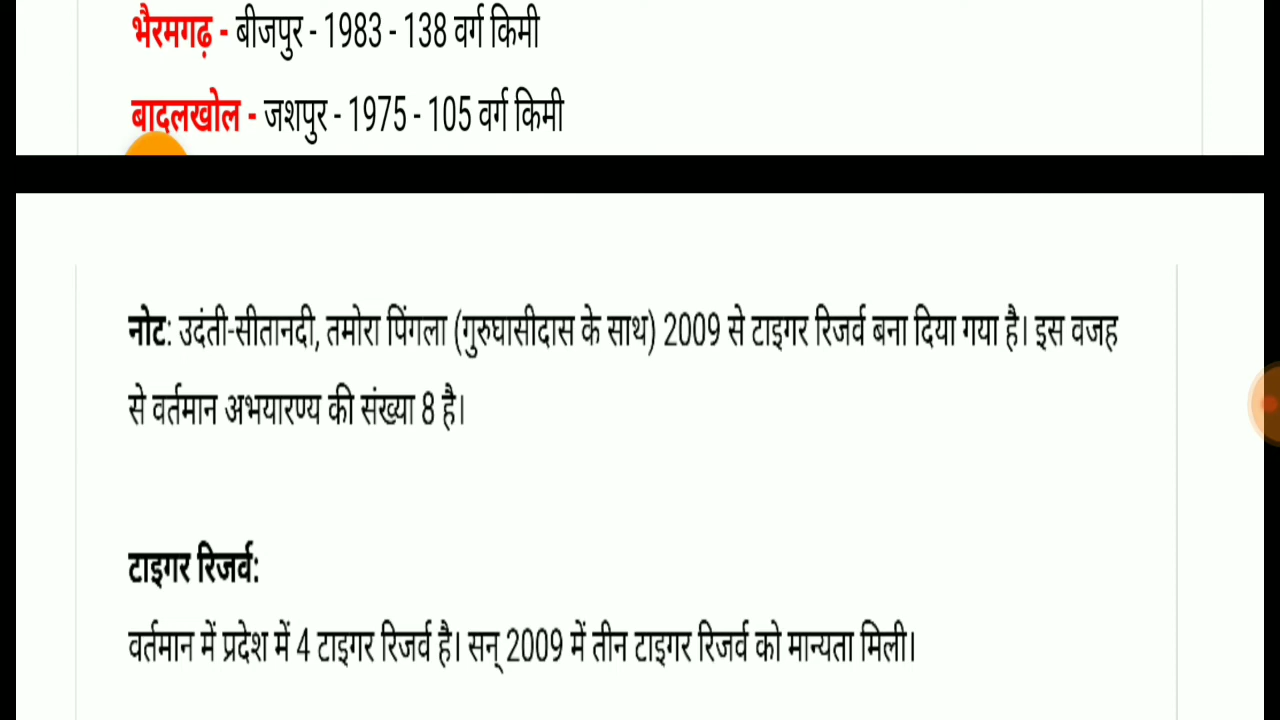 भैरमगढ़ - बीजपुर - 1983 - 138 वर्ग किमी
बादलखोल - जशपुर - 1975 - 105 वर्ग किमी
नोट: उदंती-सीतानदी, तमोरा पिंगला (गुरुघासीदास के साथ) 2009 से टाइगर रिजर्व बना दिया गया है। इस वजह
से वर्तमान अभयारण्य की संख्या 8 है।
टाइगर रिजर्व:
वर्तमान में प्रदेश में 4 टाइगर रिजर्व है। सन् 2009 में तीन टाइगर रिजर्व को मान्यता मिली।